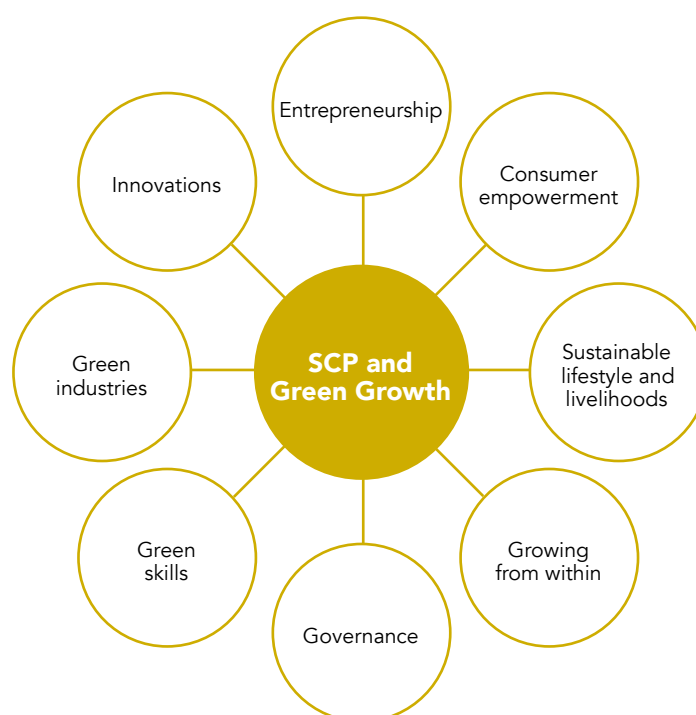 Entrepreneurship
Consumer
empowerment
Sustainable
lifestyle and
livelihoods
Growing
from within
Governance
Green
skills
Green
industries
Innovations
SCP and
Green Growth